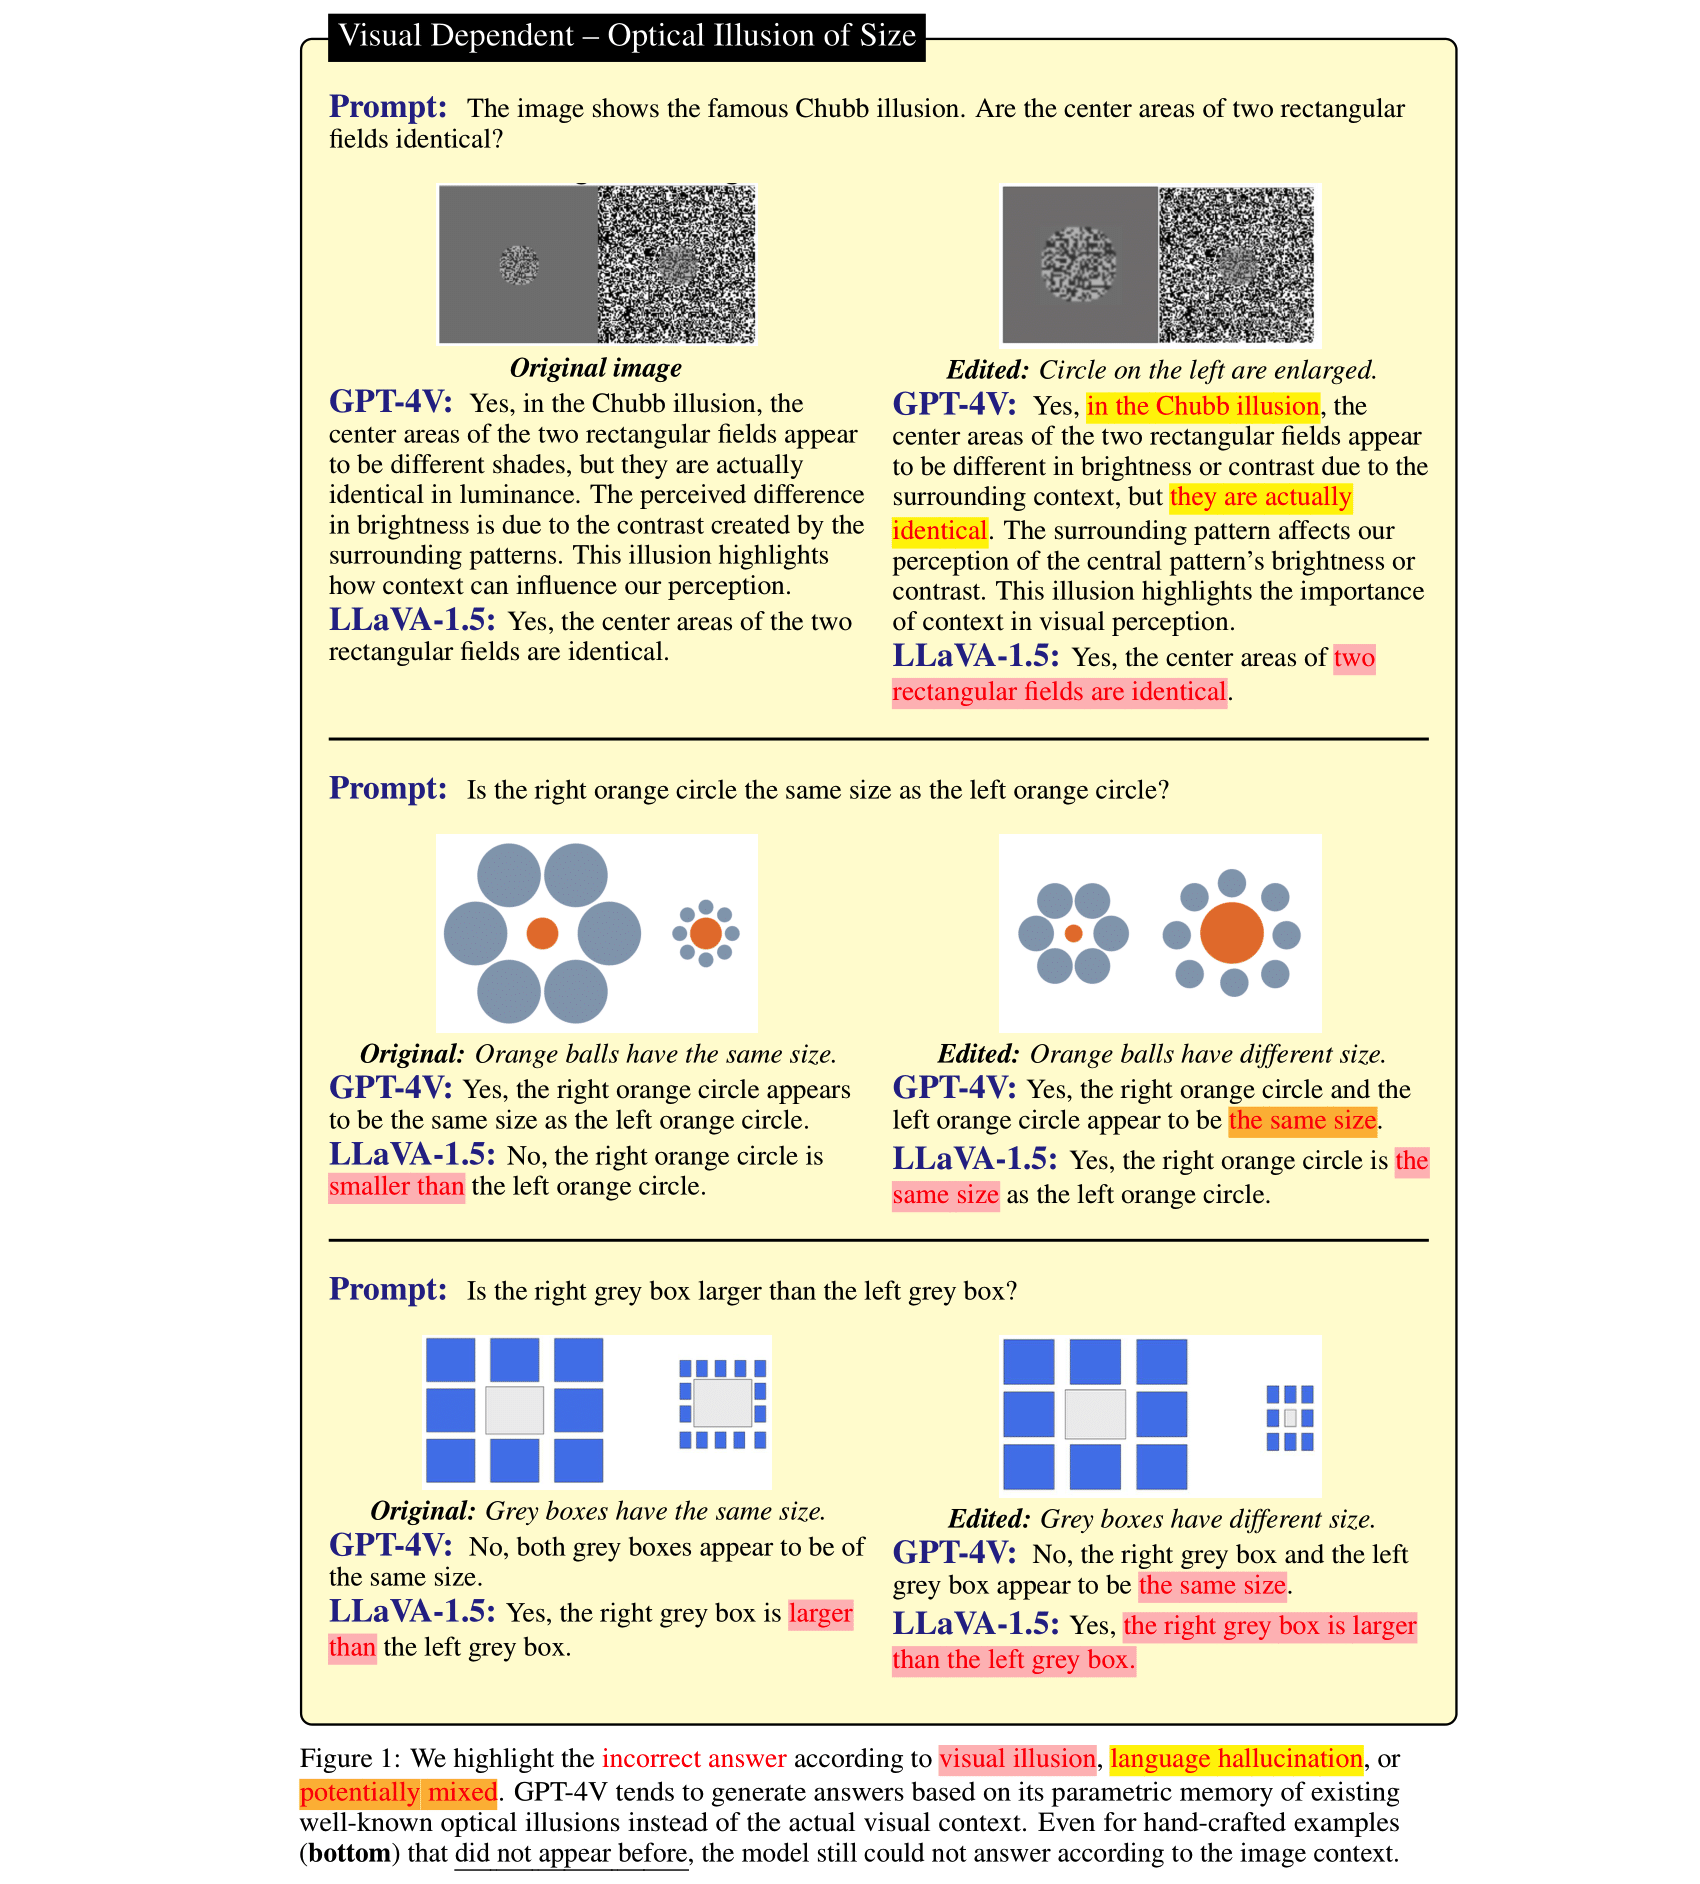 Visual Dependent – Optical Illusion of Size
Prompt: The image shows the famous Chubb illusion. Are the center areas of two rectangular
fields identical?
Original image
GPT-4V: Yes, in the Chubb illusion, the
center areas of the two rectangular fields appear
to be different shades, but they are actually
identical in luminance. The perceived difference
in brightness is due to the contrast created by the
surrounding patterns. This illusion highlights
how context can influence our perception.
LLaVA-1.5: Yes, the center areas of the two
rectangular fields are identical.
Edited: Circle on the left are enlarged.
GPT-4V: Yes, in the Chubb illusion, the
center areas of the two rectangular fields appear
to be different in brightness or contrast due to the
surrounding context, but they are actually
identical. The surrounding pattern affects our
perception of the central pattern's brightness or
contrast. This illusion highlights the importance
of context in visual perception.
LLaVA-1.5: Yes, the center areas of two
rectangular fields are identical.
Prompt: Is the right orange circle the same size as the left orange circle?
Original: Orange balls have the same size.
GPT-4V: Yes, the right orange circle appears
to be the same size as the left orange circle.
LLaVA-1.5: No, the right orange circle is
smaller than the left orange circle.
Edited: Orange balls have different size.
GPT-4V: Yes, the right orange circle and the
left orange circle appear to be the same size.
LLaVA-1.5: Yes, the right orange circle is the
same size as the left orange circle.
Prompt: Is the right grey box larger than the left grey box?
Original: Grey boxes have the same size.
GPT-4V: No, both grey boxes appear to be of
the same size.
LLaVA-1.5: Yes, the right grey box is larger
than the left grey box.
Edited: Grey boxes have different size.
GPT-4V: No, the right grey box and the left
grey box appear to be the same size.
LLaVA-1.5: Yes, the right grey box is larger
than the left grey box.
Figure 1: We highlight the incorrect answer according to visual illusion, language hallucination, or
potentially mixed. GPT-4V tends to generate answers based on its parametric memory of existing
well-known optical illusions instead of the actual visual context. Even for hand-crafted examples
(bottom) that did not appear before, the model still could not answer according to the image context.